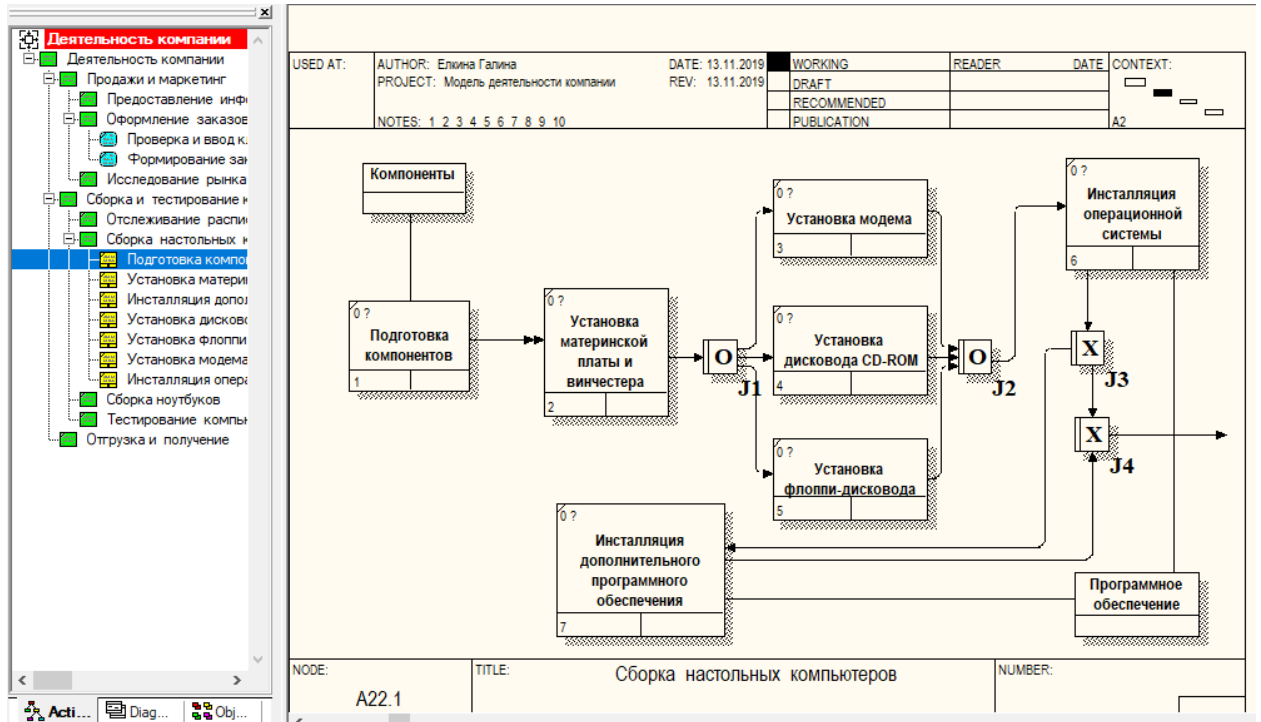 Деятельность компании
Деятельность компании
Продажи и маркетинг
Предоставление инф
Оформление заказов
Проверка и ввод к
Формирование за
Исследование рынка
Сборка и тестирование к
Отслеживание распи
Сборка настольных к
Подготовка компо
Установка матери
Инсталляция допо
Установка дисково
Установка флоппи
Установка модема
Инсталляция опера
Сборка ноутбуков
Тестирование компь
Отгрузка и получение
Acti... Diag... Obj...
USED AT: AUTHOR: Елкина Галина DATE: 13.11.2019 WORKING READER DATE CONTEXT:
PROJECT: Модель деятельности компании REV: 13.11.2019 DRAFT
RECOMMENDED
NOTES: 1 2 3 4 5 6 7 8 9 10 PUBLICATION A2
Компоненты
0 ?
Подготовка
компонентов
1
0 ?
Установка
материнской
платы и
винчестера
2
O
J1
0 ?
Установка модема
3
0 ?
Установка
дисковода CD-ROM
4
0 ?
Установка
флоппи-дисковода
5
O
J2
0 ?
Инсталляция
операционной
системы
6
X
J3
X
J4
0 ?
Инсталляция
дополнительного
программного
обеспечения
7
Программное
обеспечение
NODE: TITLE: NUMBER:
Сборка настольных компьютеров
A22.1